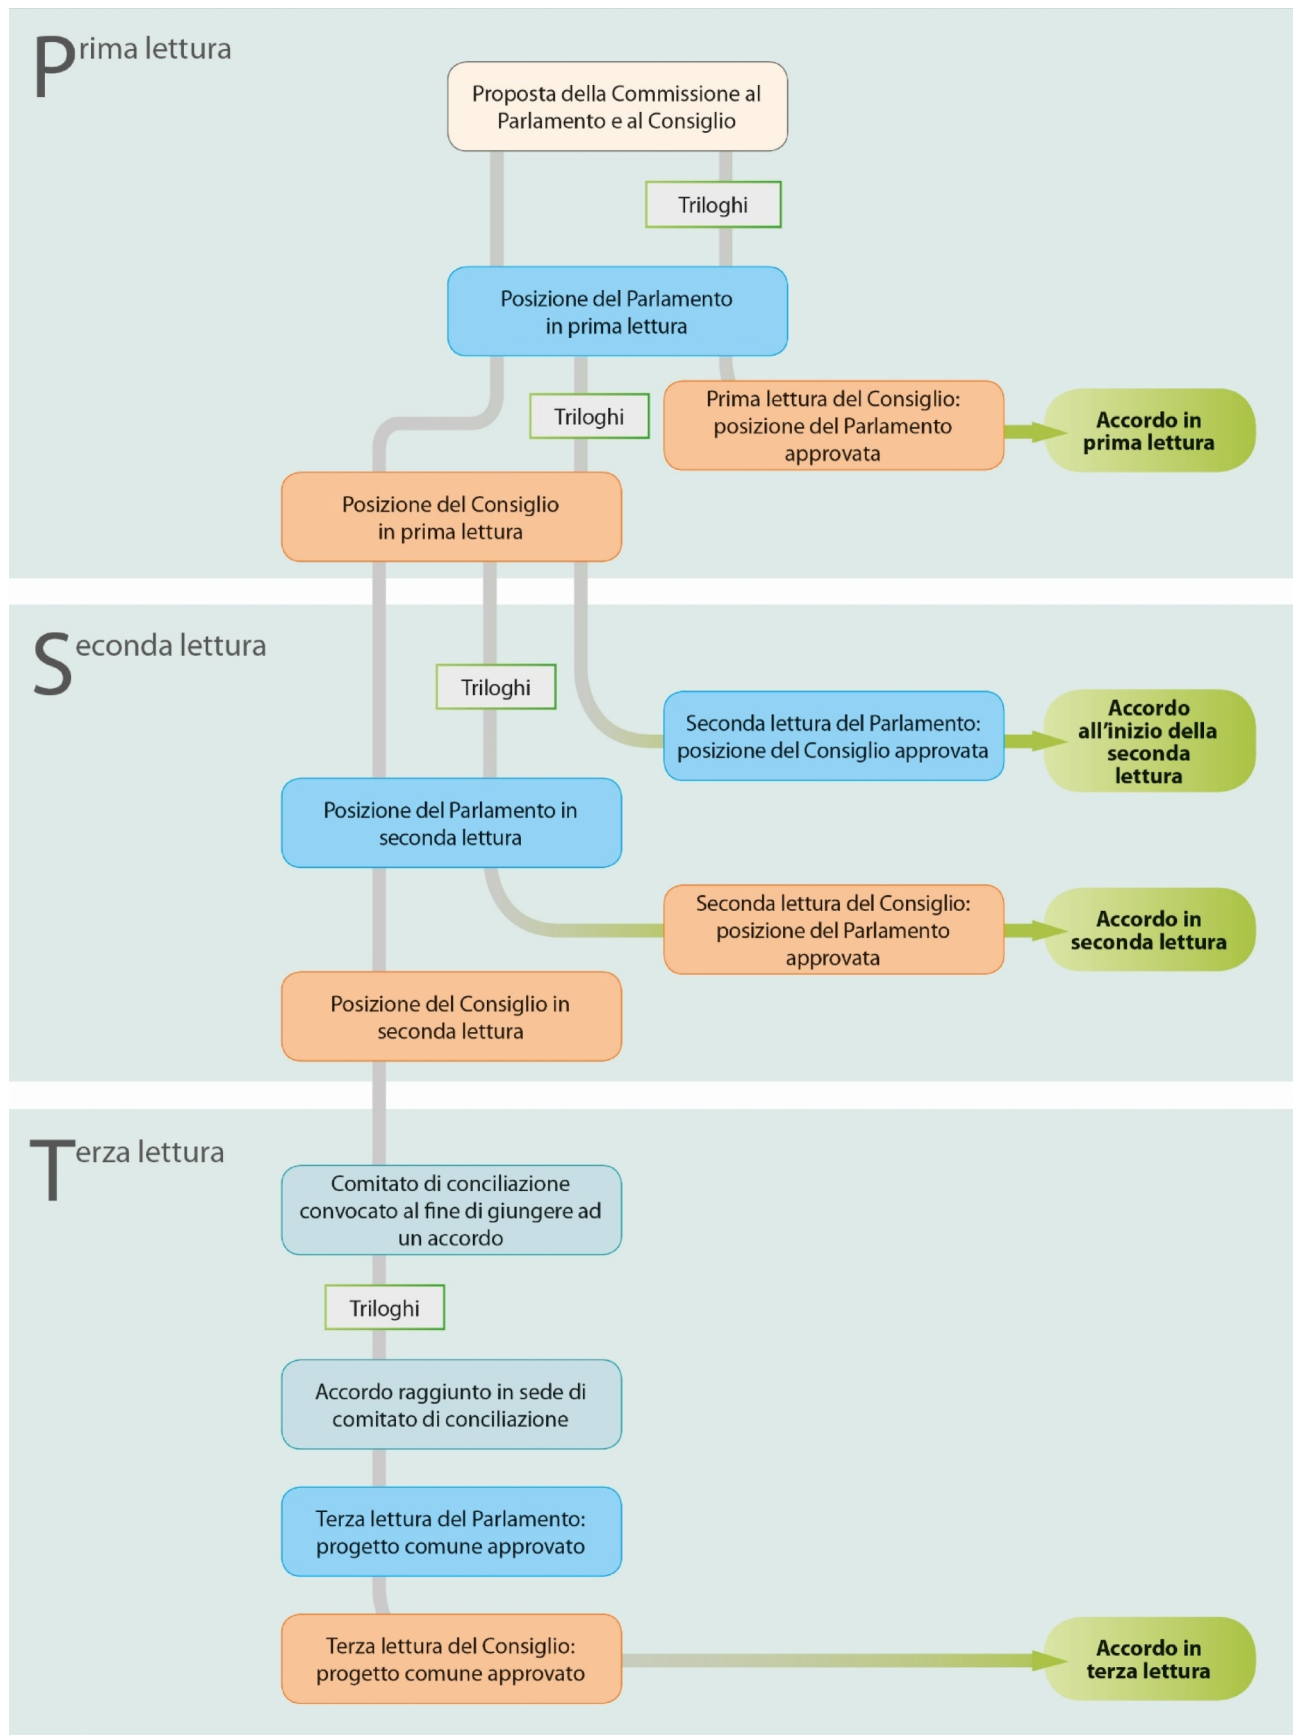 Prima lettura
Proposta della Commissione al
Parlamento e al Consiglio
Triloghi
Posizione del Parlamento
in prima lettura
Triloghi
Prima lettura del Consiglio:
posizione del Parlamento
approvata
Accordo in
prima lettura
Posizione del Consiglio
in prima lettura
Seconda lettura
Triloghi
Seconda lettura del Parlamento:
posizione del Consiglio approvata
Accordo
all’inizio della
seconda
lettura
Posizione del Parlamento in
seconda lettura
Seconda lettura del Consiglio:
posizione del Parlamento
approvata
Accordo in
seconda lettura
Posizione del Consiglio in
seconda lettura
Terza lettura
Comitato di conciliazione
convocato al fine di giungere ad
un accordo
Triloghi
Accordo raggiunto in sede di
comitato di conciliazione
Terza lettura del Parlamento:
progetto comune approvato
Terza lettura del Consiglio:
progetto comune approvato
Accordo in
terza lettura